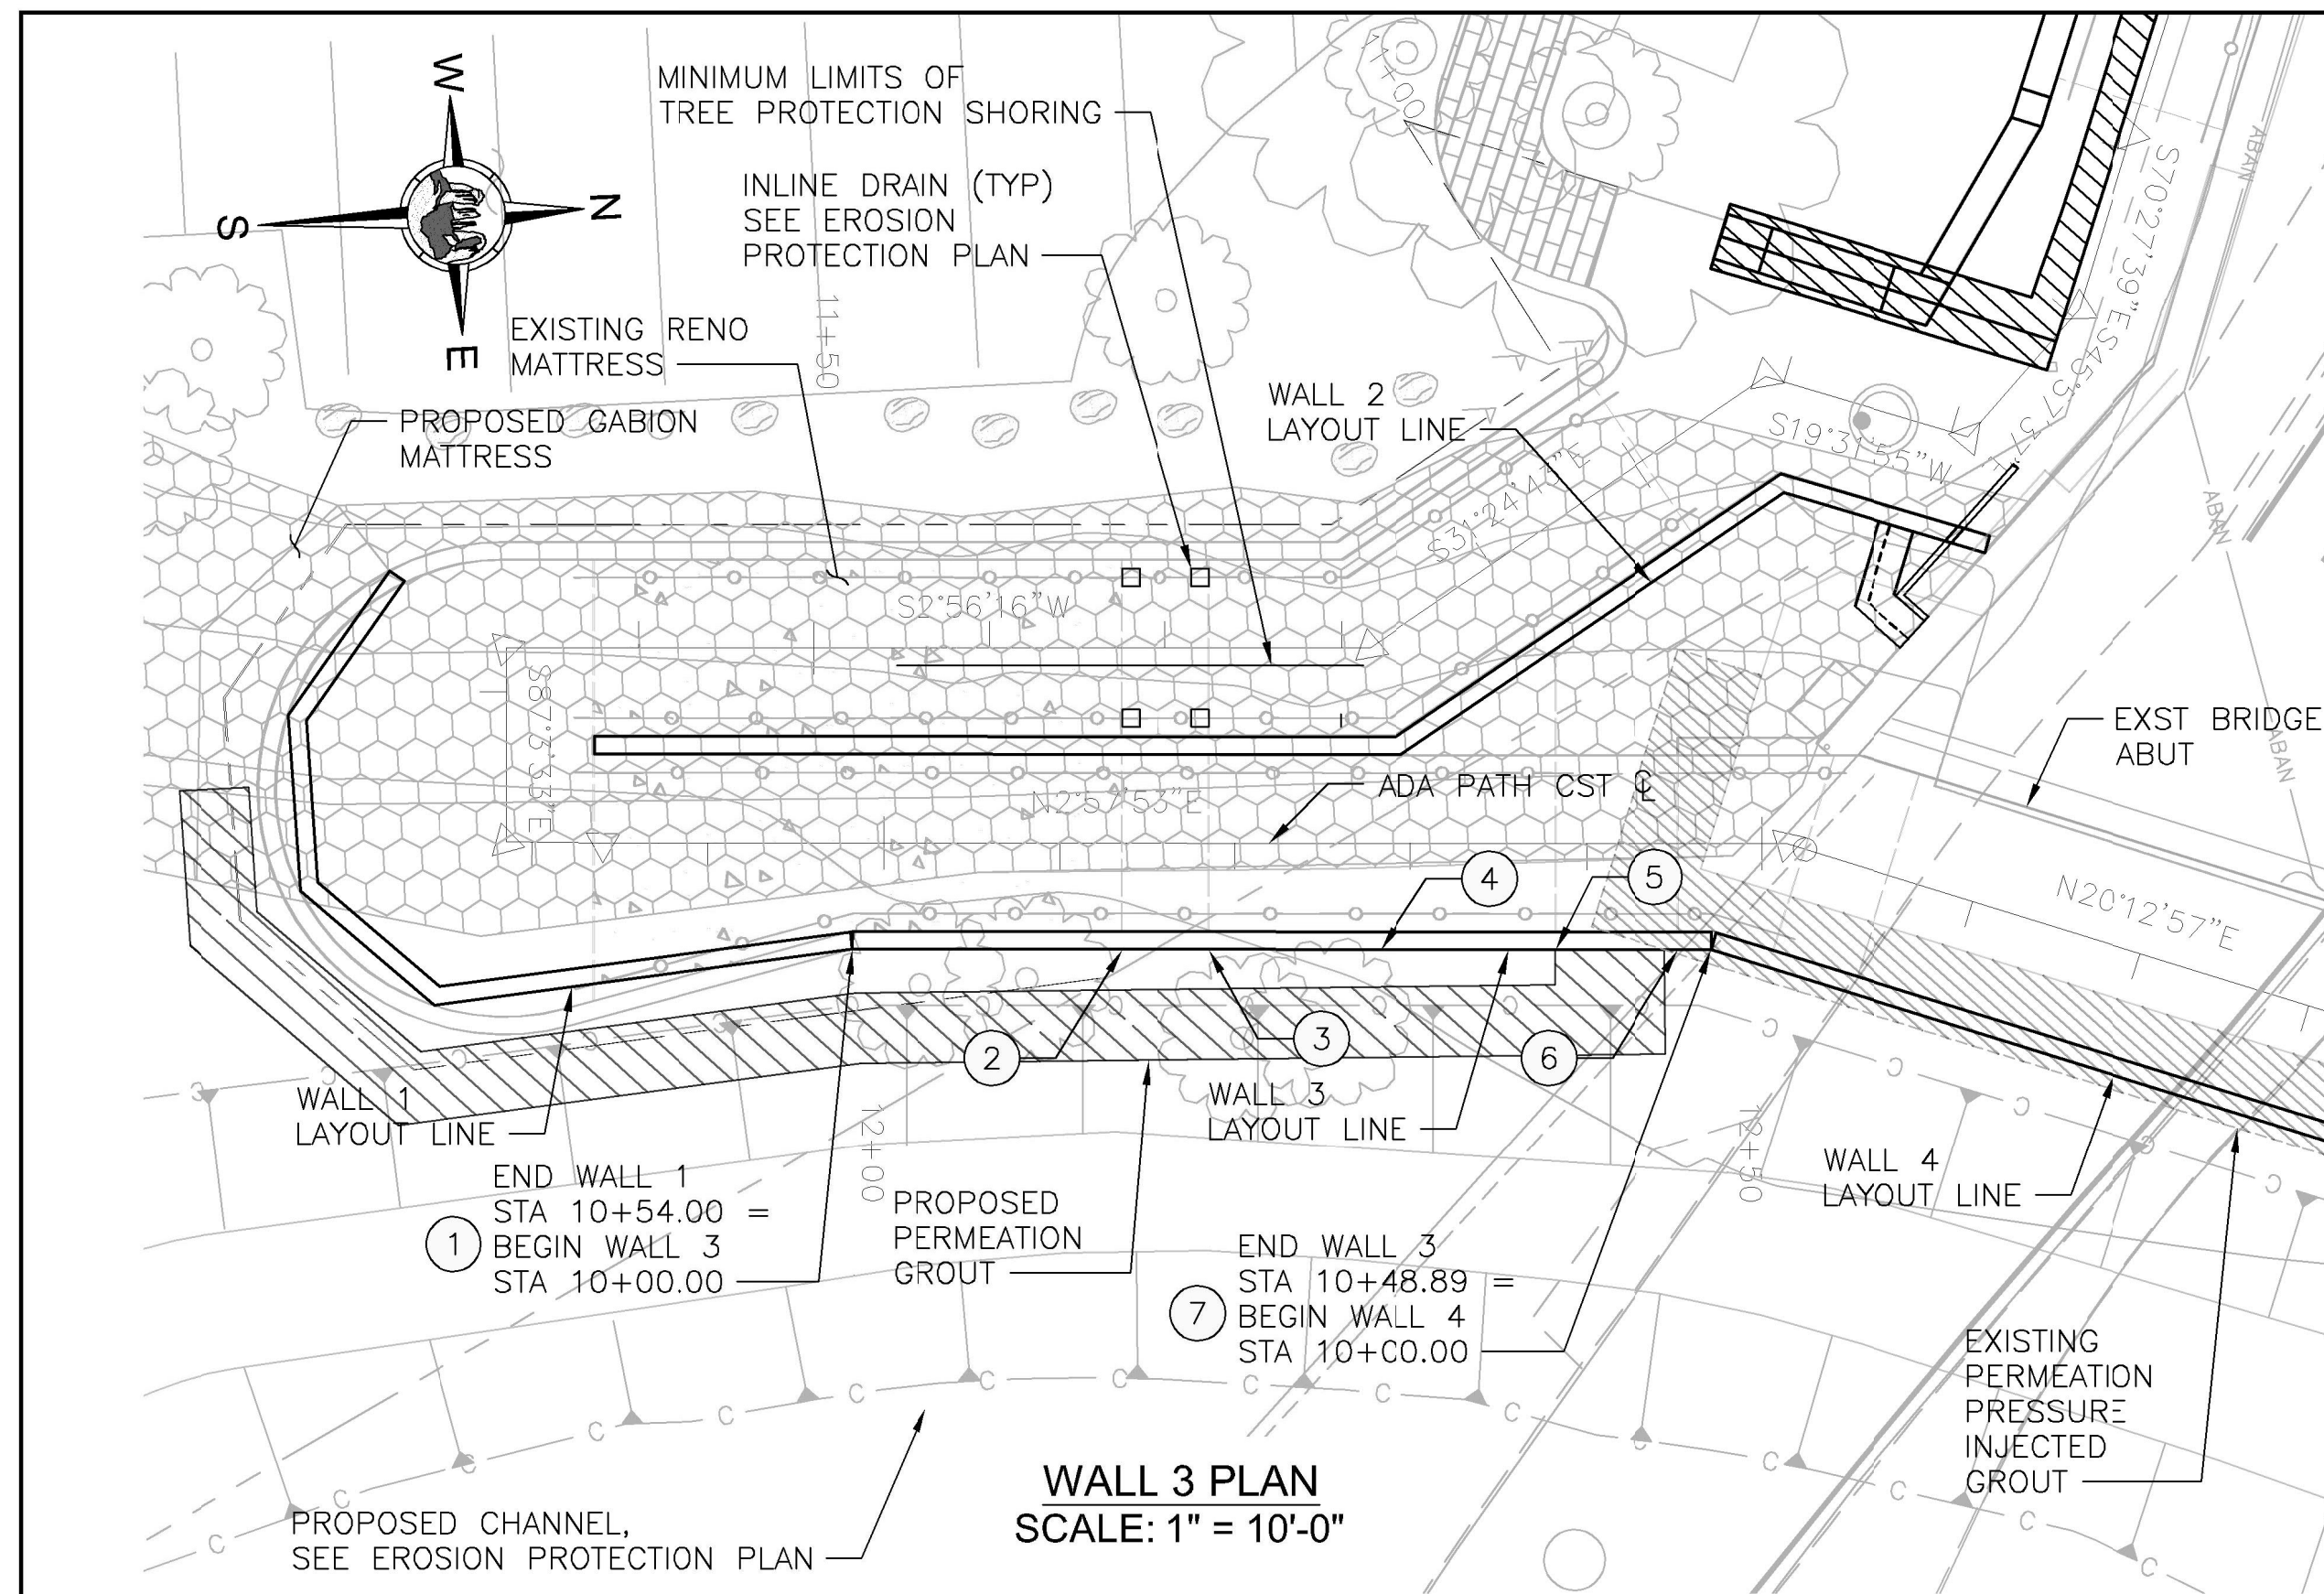 W
N
S
E
MINIMUM LIMITS OF
TREE PROTECTION SHORING
INLINE DRAIN (TYP)
SEE EROSION
PROTECTION PLAN
EXISTING RENO
MATTRESS
PROPOSED GABION
MATTRESS
11+50
11+00
WALL 2
LAYOUT LINE
S70°27'39"E
S19°31'55"W
S2°56'16"W
S87°3'33"E
N2°57'53"E
ABAN
ABAN
ABAN
EXST BRIDGE
ABUT
ADA PATH CST ℄
4
5
N20°12'57"E
2
3
6
WALL 1
LAYOUT LINE
WALL 3
LAYOUT LINE
12+00
12+50
WALL 4
LAYOUT LINE
1
END WALL 1
STA 10+54.00 =
BEGIN WALL 3
STA 10+00.00
PROPOSED
PERMEATION
GROUT
7
END WALL 3
STA 10+48.89 =
BEGIN WALL 4
STA 10+00.00
EXISTING
PERMEATION
PRESSURE
INJECTED
GROUT
C C C C C C C C C C C C
PROPOSED CHANNEL,
SEE EROSION PROTECTION PLAN
WALL 3 PLAN
SCALE: 1" = 10'-0"